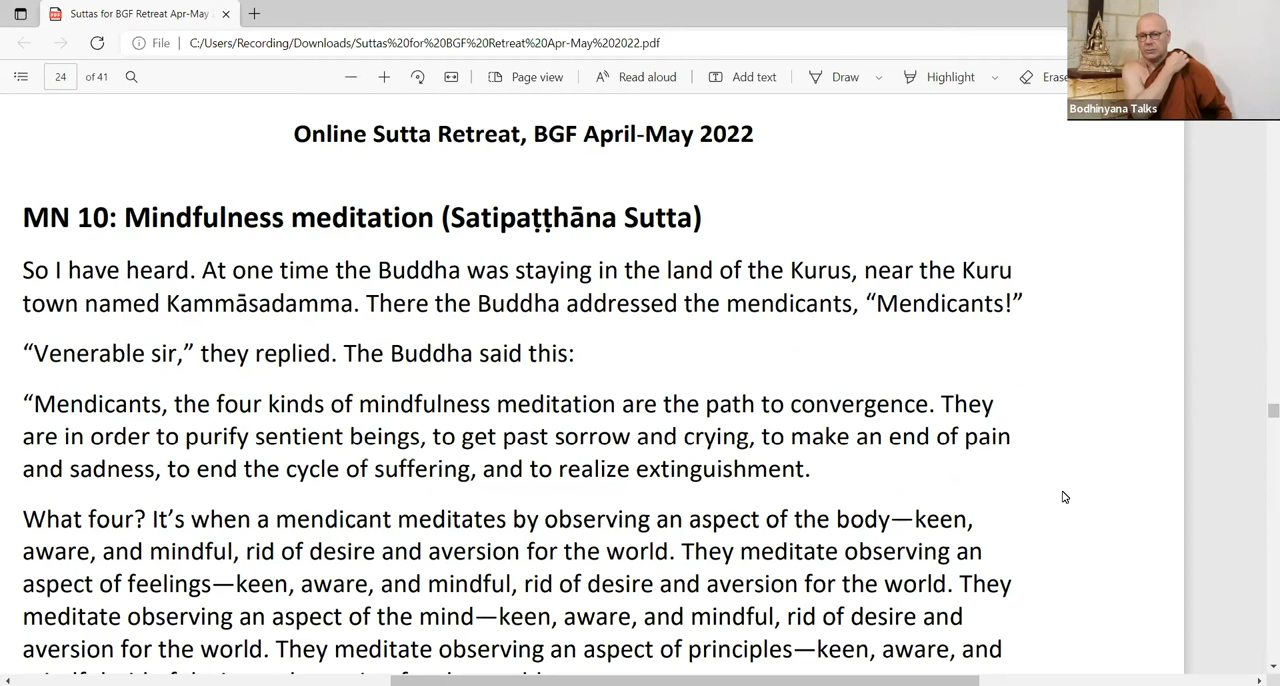 Suttas for BGF Retreat Apr-May
File
C:/Users/Recording/Downloads/Suttas%20for%20BGF%20Retreat%20Apr-May%202022.pdf
24 of 41
Page view
Read aloud
Add text
Draw
Highlight
Erase
Bodhinyana Talks
Online Sutta Retreat, BGF April-May 2022
MN 10: Mindfulness meditation (Satipaṭṭhāna Sutta)
So I have heard. At one time the Buddha was staying in the land of the Kurus, near the Kuru
town named Kammāsadamma. There the Buddha addressed the mendicants, “Mendicants!”
“Venerable sir,” they replied. The Buddha said this:
“Mendicants, the four kinds of mindfulness meditation are the path to convergence. They
are in order to purify sentient beings, to get past sorrow and crying, to make an end of pain
and sadness, to end the cycle of suffering, and to realize extinguishment.
What four? It’s when a mendicant meditates by observing an aspect of the body—keen,
aware, and mindful, rid of desire and aversion for the world. They meditate observing an
aspect of feelings—keen, aware, and mindful, rid of desire and aversion for the world. They
meditate observing an aspect of the mind—keen, aware, and mindful, rid of desire and
aversion for the world. They meditate observing an aspect of principles—keen, aware, and